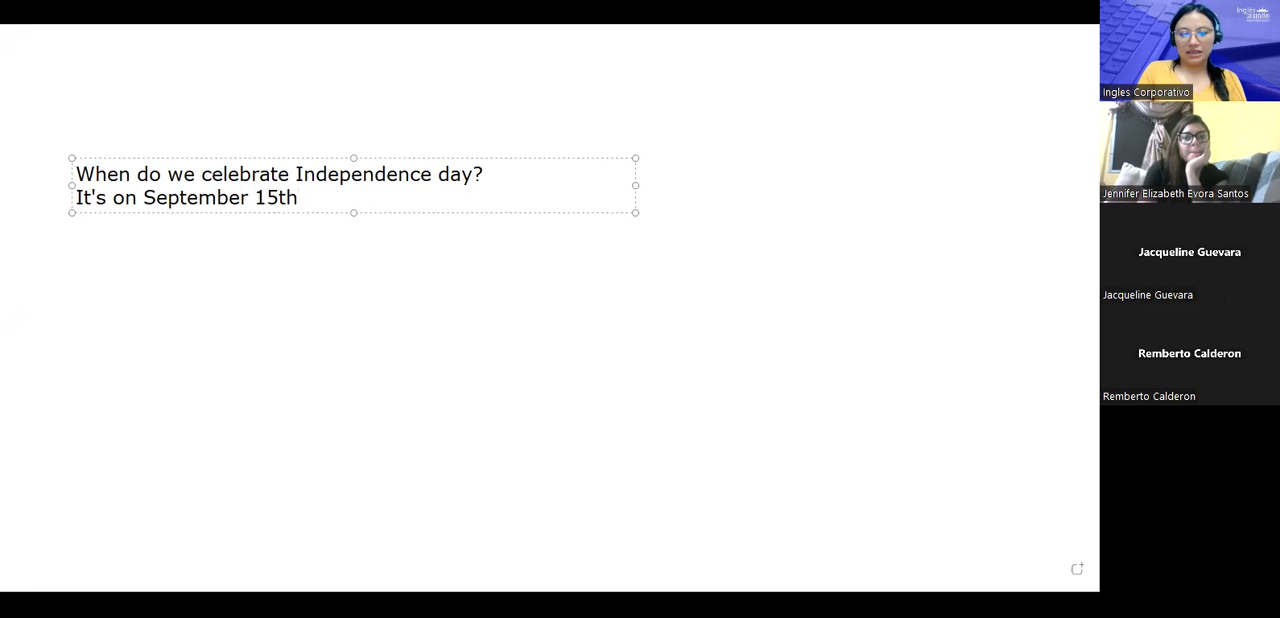 When do we celebrate Independence day?
It's on September 15th
Ingles Corporativo
Jennifer Elizabeth Evora Santos
Jacqueline Guevara
Jacqueline Guevara
Remberto Calderon
Remberto Calderon